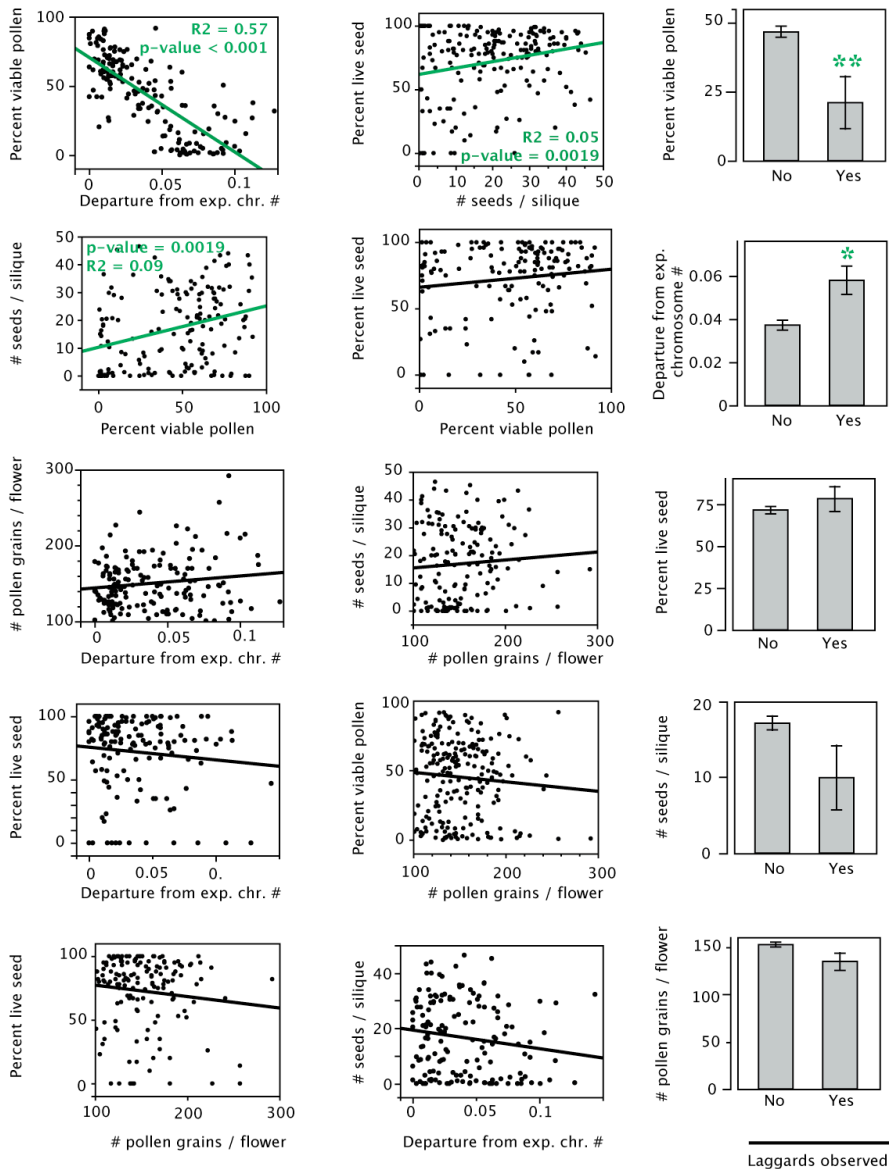 Percent viable pollen
100
50
0
R2 = 0.57
p-value < 0.001
0
0.05
0.1
Departure from exp. chr. #
Percent live seed
100
75
50
25
0
R2 = 0.05
p-value = 0.0019
0
10
20
30
40
50
# seeds / silique
Percent viable pollen
50
25
0
**
No
Yes
# seeds / silique
50
40
30
20
10
0
p-value = 0.0019
R2 = 0.09
0
50
100
Percent viable pollen
Percent live seed
100
75
50
0
0
50
100
Percent viable pollen
Departure from exp.
chromosome #
0.06
0.04
0
*
No
Yes
# pollen grains / flower
300
200
100
0
0.05
0.1
Departure from exp. chr. #
# seeds / silique
50
40
30
20
10
0
100
200
300
# pollen grains / flower
Percent live seed
75
50
25
0
No
Yes
Percent live seed
100
50
0
0
0.05
0.
Departure from exp. chr. #
Percent viable pollen
100
50
0
100
200
300
# pollen grains / flower
# seeds / silique
20
10
0
No
Yes
Percent live seed
100
50
0
100
200
300
# pollen grains / flower
# seeds / silique
40
20
0
0
0.05
0.1
Departure from exp. chr. #
# pollen grains / flower
150
100
50
0
No
Yes
Laggards observed